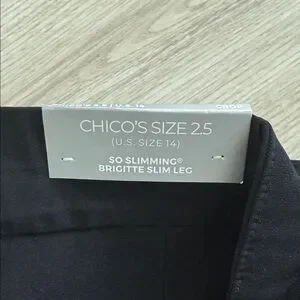 CHICO'S SIZE 2.5
(U.S. SIZE 14)
SO SLIMMING®
BRIGITTE SLIM LEG